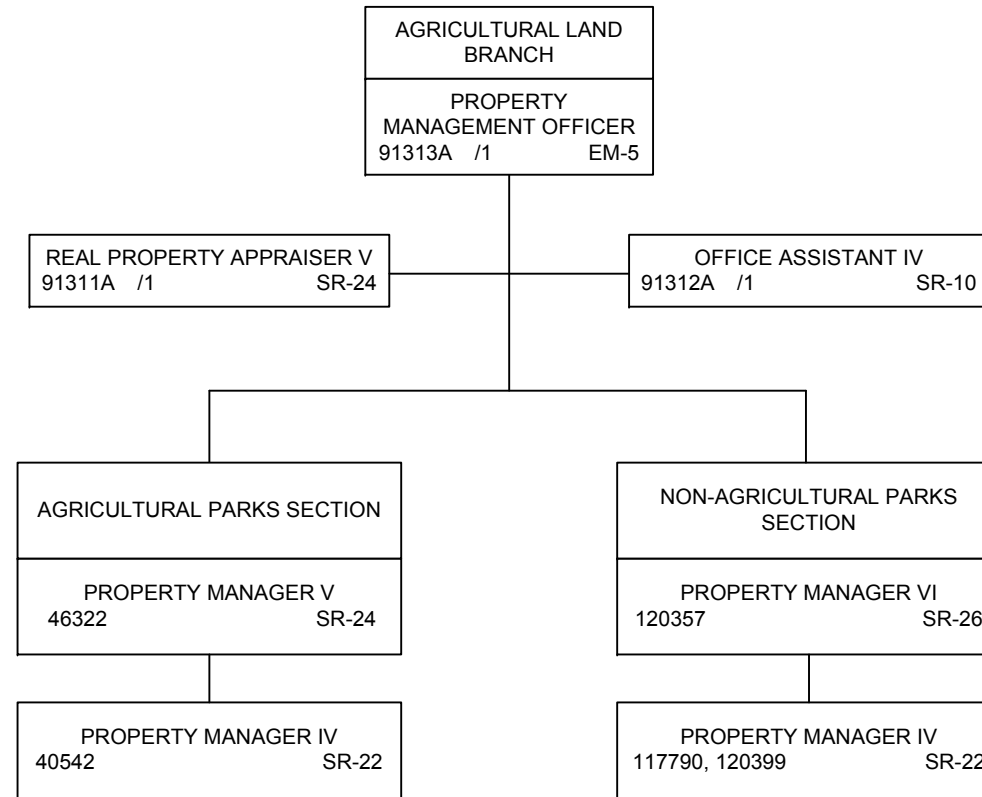 AGRICULTURAL LAND
BRANCH
PROPERTY
MANAGEMENT OFFICER
91313A /1 EM-5
REAL PROPERTY APPRAISER V
91311A /1 SR-24
OFFICE ASSISTANT IV
91312A /1 SR-10
AGRICULTURAL PARKS SECTION
PROPERTY MANAGER V
46322 SR-24
NON-AGRICULTURAL PARKS
SECTION
PROPERTY MANAGER VI
120357 SR-26
PROPERTY MANAGER IV
40542 SR-22
PROPERTY MANAGER IV
117790, 120399 SR-22